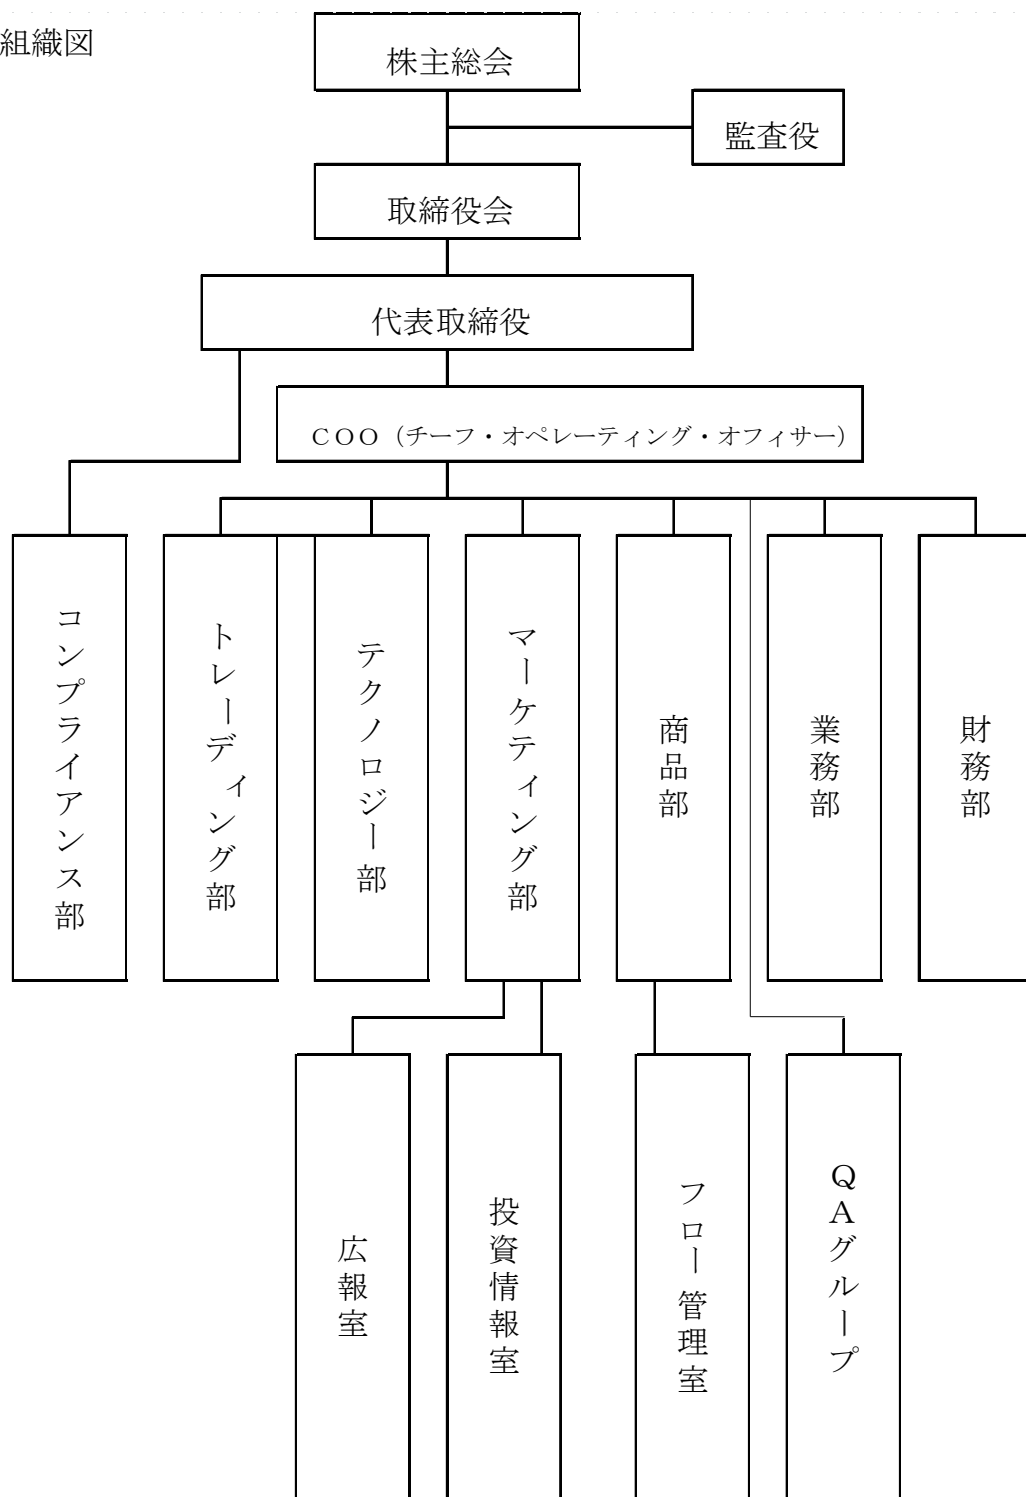 組織図
株主総会
監査役
取締役会
代表取締役
COO（チーフ・オペレーティング・オフィサー）
コンプライアンス部
トレーディング部
テクノロジー部
マーケティング部
商品部
業務部
財務部
広報室
投資情報室
フロー管理室
QAグループ